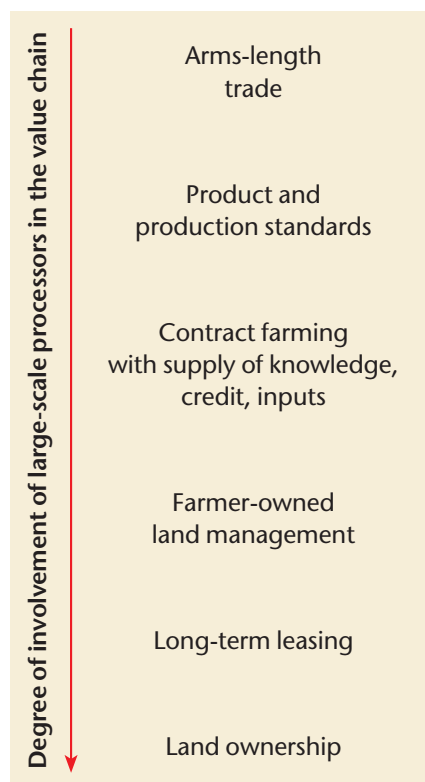 Degree of involvement of large-scale processors in the value chain
Arms-length
trade
Product and
production standards
Contract farming
with supply of knowledge,
credit, inputs
Farmer-owned
land management
Long-term leasing
Land ownership